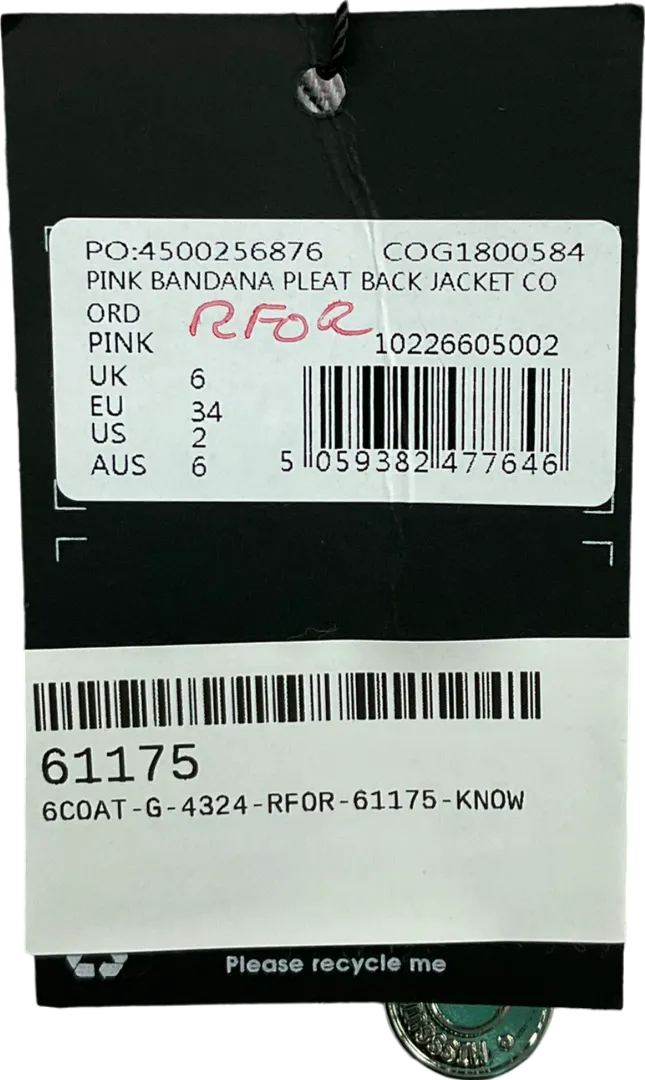 PO:4500256876 COG1800584
PINK BANDANA PLEAT BACK JACKET CO
ORD
RFOR
PINK 10226605002
UK 6
EU 34
US 2
AUS 6
5 059382 477646
61175
6COAT-G-4324-RFOR-61175-KNOW
Please recycle me